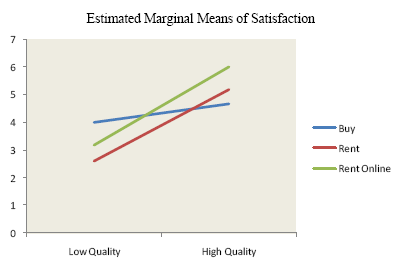 Estimated Marginal Means of Satisfaction
7
6
5
4
3
2
1
0
Low Quality
High Quality
Buy
Rent
Rent Online